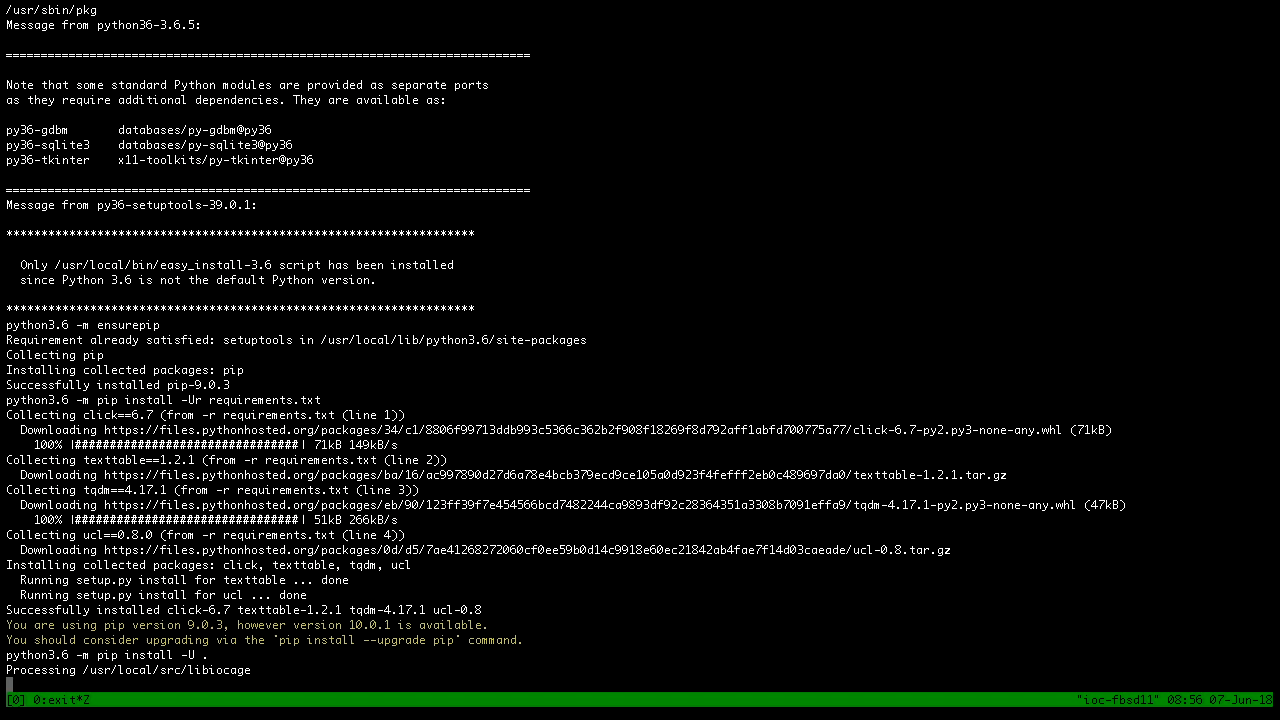 /usr/sbin/pkg
Message from python36-3.6.5:
===========================================================================
Note that some standard Python modules are provided as separate ports
as they require additional dependencies. They are available as:
py36-gdbm       databases/py-gdbm@py36
py36-sqlite3    databases/py-sqlite3@py36
py36-tkinter    x11-toolkits/py-tkinter@py36
===========================================================================
Message from py36-setuptools-39.0.1:
*******************************************************************
  Only /usr/local/bin/easy_install-3.6 script has been installed
  since Python 3.6 is not the default Python version.
*******************************************************************
python3.6 -m ensurepip
Requirement already satisfied: setuptools in /usr/local/lib/python3.6/site-packages
Collecting pip
Installing collected packages: pip
Successfully installed pip-9.0.3
python3.6 -m pip install -Ur requirements.txt
Collecting click==6.7 (from -r requirements.txt (line 1))
  Downloading https://files.pythonhosted.org/packages/34/c1/8806f99713ddb993c5366c362b2f908f18269f8d792aff1abfd700775a77/click-6.7-py2.py3-none-any.whl (71kB)
    100% |################################| 71kB 149kB/s
Collecting texttable==1.2.1 (from -r requirements.txt (line 2))
  Downloading https://files.pythonhosted.org/packages/ba/16/ac997890d27d6a78e4bcb379ecd9ce105a0d923f4fefff2eb0c489697da0/texttable-1.2.1.tar.gz
Collecting tqdm==4.17.1 (from -r requirements.txt (line 3))
  Downloading https://files.pythonhosted.org/packages/eb/90/123ff39f7e454566bcd7482244ca9893df92c28364351a3308b7091effa9/tqdm-4.17.1-py2.py3-none-any.whl (47kB)
    100% |################################| 51kB 266kB/s
Collecting ucl==0.8.0 (from -r requirements.txt (line 4))
  Downloading https://files.pythonhosted.org/packages/0d/d5/7ae41268272060cf0ee59b0d14c9918e60ec21842ab4fae7f14d03caeade/ucl-0.8.tar.gz
Installing collected packages: click, texttable, tqdm, ucl
  Running setup.py install for texttable ... done
  Running setup.py install for ucl ... done
Successfully installed click-6.7 texttable-1.2.1 tqdm-4.17.1 ucl-0.8
You are using pip version 9.0.3, however version 10.0.1 is available.
You should consider upgrading via the 'pip install --upgrade pip' command.
python3.6 -m pip install -U .
Processing /usr/local/src/libiocage
[0] 0:exit*Z "ioc-fbsd11" 08:56 07-Jun-18